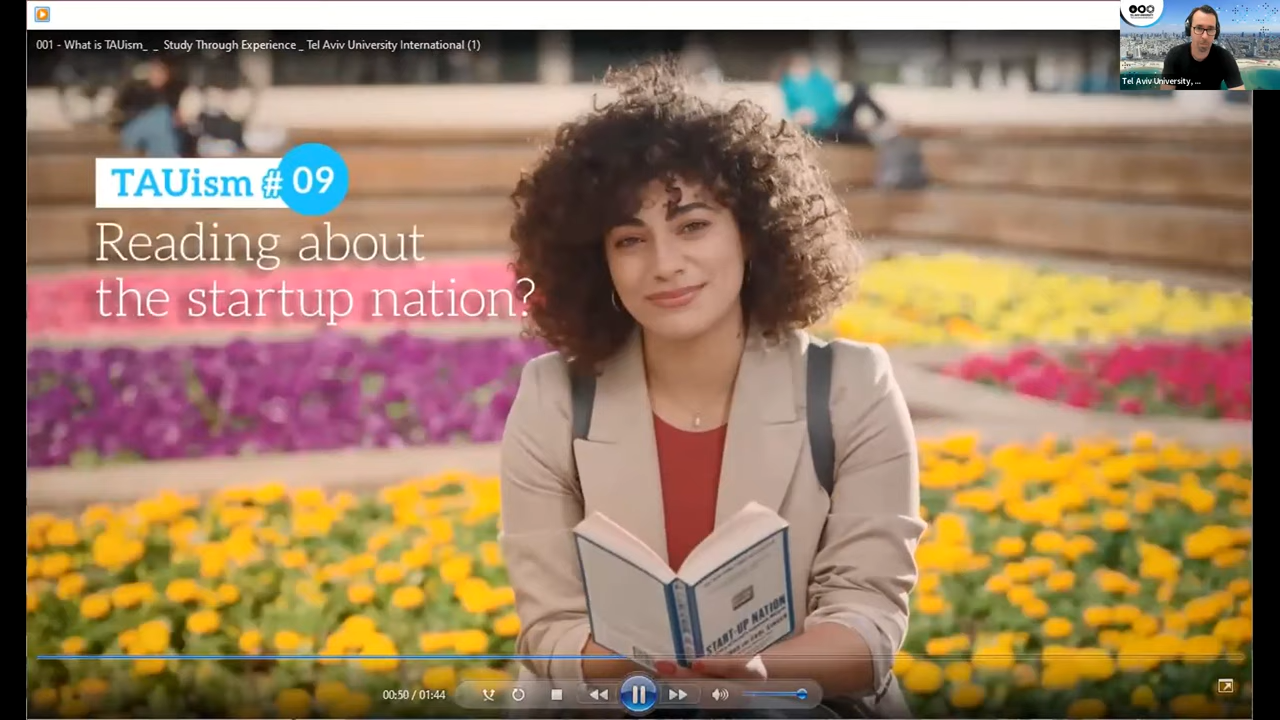 001 - What is TAUism_ _ Study Through Experience _ Tel Aviv University International (1)
Tel Aviv University, ...
TAUism # 09
Reading about
the startup nation?
START-UP NATION
00:50 / 01:44